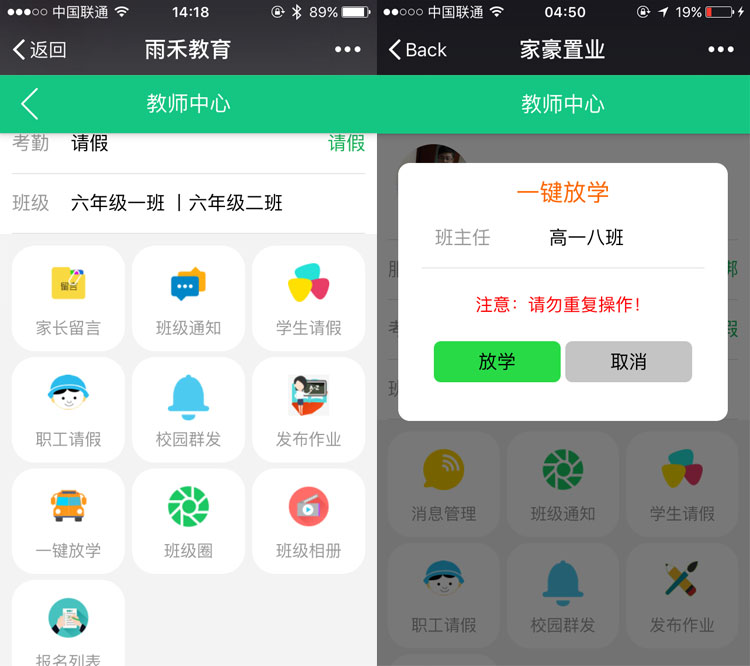 中国联通 14:18 89%
返回 雨禾教育
教师中心
考勤 请假 请假
班级 六年级一班 | 六年级二班
留言
家长留言 班级通知 学生请假
职工请假 校园群发 发布作业
一键放学 班级圈 班级相册
报名列表
中国联通 04:50 19%
Back 家豪置业
教师中心
一键放学
班主任 高一八班
注意：请勿重复操作！
放学 取消
消息管理 班级通知 学生请假
职工请假 校园群发 发布作业